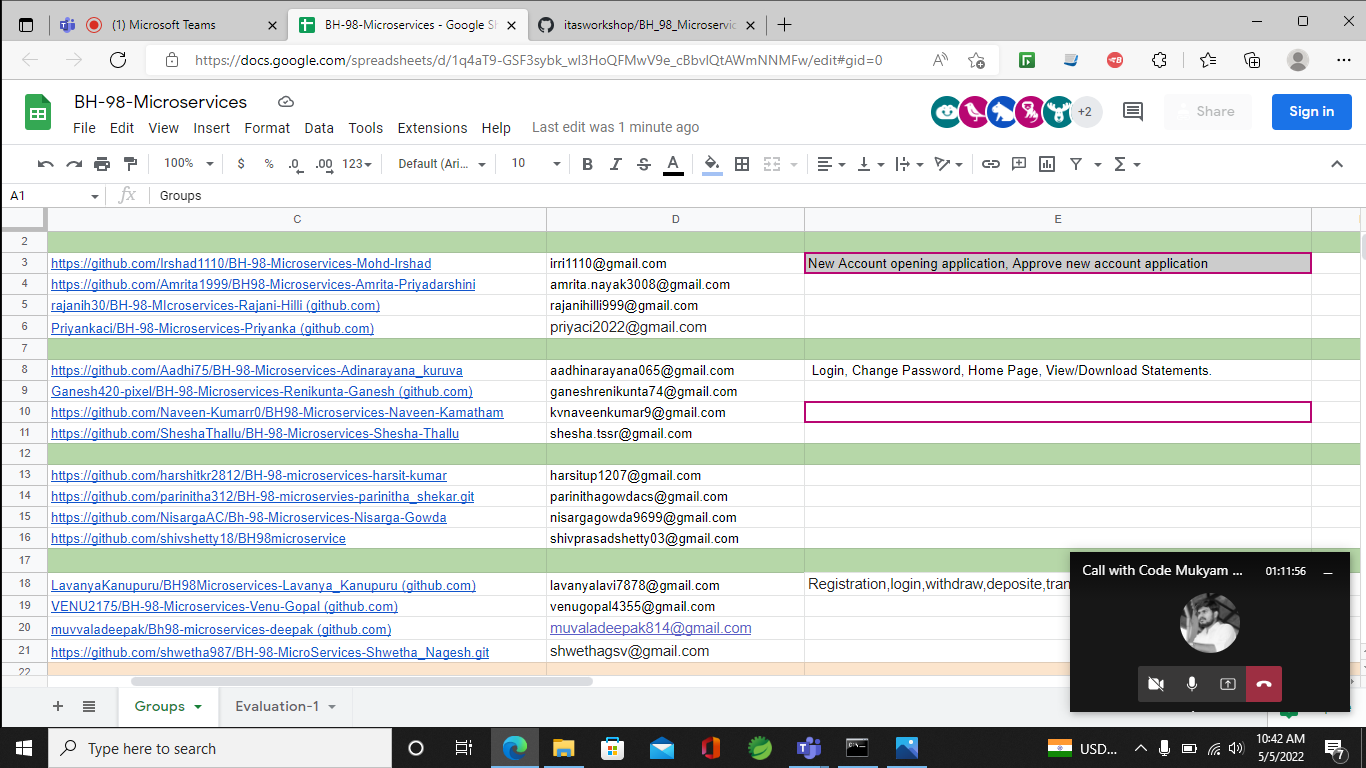 (1) Microsoft Teams
BH-98-Microservices - Google Sh
itasworkshop/BH_98_Microservic
https://docs.google.com/spreadsheets/d/1q4aT9-GSF3sybk_wI3HoQFMwV9e_cBbvlQtAWmNNMFw/edit#gid=0
BH-98-Microservices
+2
Share
Sign in
File Edit View Insert Format Data Tools Extensions Help Last edit was 1 minute ago
100% $ % .0 .00 123 Default (Ari... 10 B I S A
A1 fx Groups
C D E
2
3 https://github.com/Irshad1110/BH-98-Microservices-Mohd-Irshad irri1110@gmail.com New Account opening application, Approve new account application
4 https://github.com/Amrita1999/BH98-Microservices-Amrita-Priyadarshini amrita.nayak3008@gmail.com
5 rajanih30/BH-98-MIcroservices-Rajani-Hilli (github.com) rajanihilli999@gmail.com
6 Priyankaci/BH-98-Microservices-Priyanka (github.com) priyaci2022@gmail.com
7
8 https://github.com/Aadhi75/BH-98-Microservices-Adinarayana_kuruva aadhinarayana065@gmail.com Login, Change Password, Home Page, View/Download Statements.
9 Ganesh420-pixel/BH-98-Microservices-Renikunta-Ganesh (github.com) ganeshrenikunta74@gmail.com
10 https://github.com/Naveen-Kumarr0/BH98-Microservices-Naveen-Kamatham kvnaveenkumar9@gmail.com
11 https://github.com/SheshaThallu/BH-98-Microservices-Shesha-Thallu shesha.tssr@gmail.com
12
13 https://github.com/harshitkr2812/BH-98-microservices-harsit-kumar harsitup1207@gmail.com
14 https://github.com/parinitha312/BH-98-microservies-parinitha_shekar.git parinithagowdacs@gmail.com
15 https://github.com/NisargaAC/Bh-98-Microservices-Nisarga-Gowda nisargagowda9699@gmail.com
16 https://github.com/shivshetty18/BH98microservice shivprasadshetty03@gmail.com
17
18 LavanyaKanupuru/BH98Microservices-Lavanya_Kanupuru (github.com) lavanyalavi7878@gmail.com Registration,login,withdraw,deposite,tran
19 VENU2175/BH-98-Microservices-Venu-Gopal (github.com) venugopal4355@gmail.com
20 muvvaladeepak/Bh98-microservices-deepak (github.com) muvaladeepak814@gmail.com
21 https://github.com/shwetha987/BH-98-MicroServices-Shwetha_Nagesh.git shwethagsv@gmail.com
22
Call with Code Mukyam ... 01:11:56
Groups Evaluation-1
Type here to search
USD...
10:42 AM
5/5/2022
7